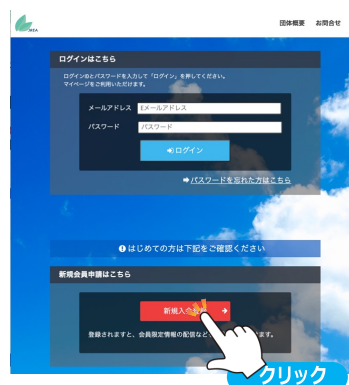 JMEA
団体概要 お問合せ
ログインはこちら
ログインIDとパスワードを入力して「ログイン」を押してください。
マイページをご利用いただけます。
メールアドレス Eメールアドレス
パスワード パスワード
ログイン
パスワードを忘れた方はこちら
はじめての方は下記をご確認ください
新規会員申請はこちら
新規入会
登録されますと、会員限定情報の配信など
ます。
クリック